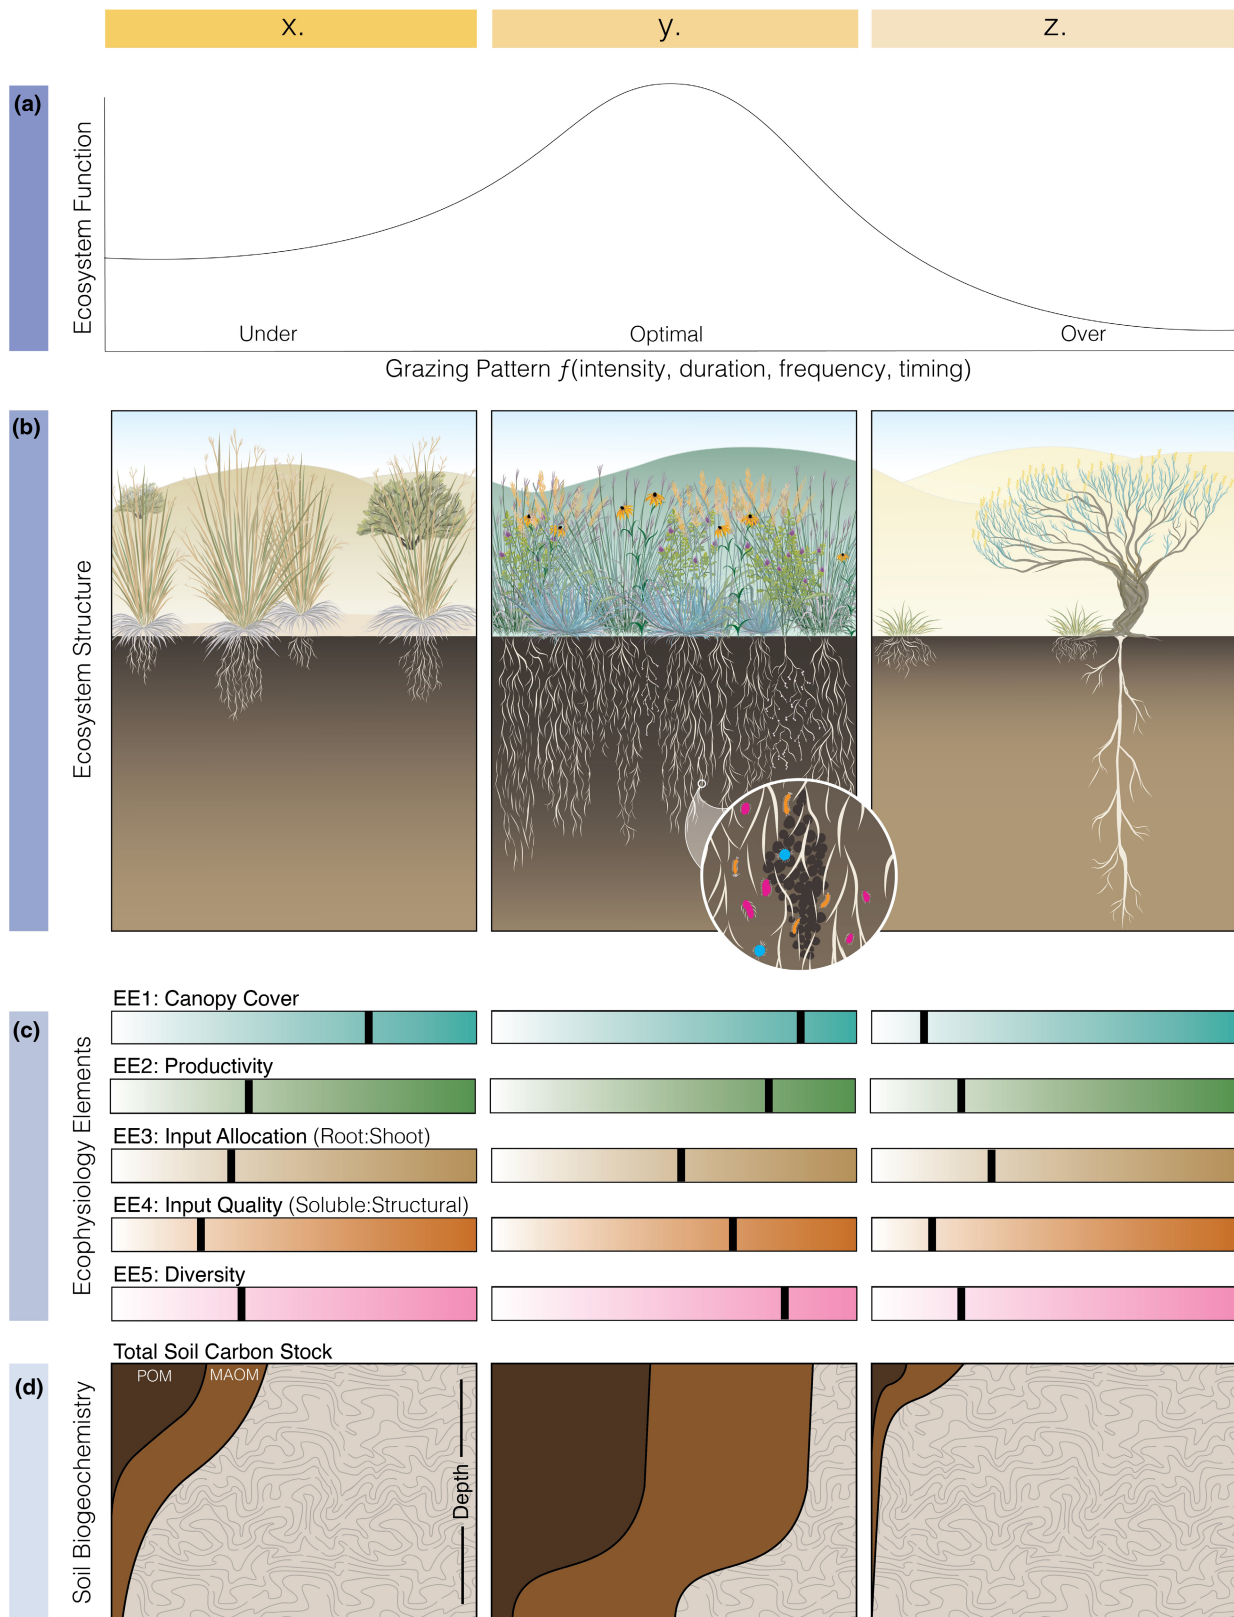 x.
y.
z.
(a)
Ecosystem Function
Under
Optimal
Over
Grazing Pattern ƒ(intensity, duration, frequency, timing)
(b)
Ecosystem Structure
(c)
Ecophysiology Elements
EE1: Canopy Cover
EE2: Productivity
EE3: Input Allocation (Root:Shoot)
EE4: Input Quality (Soluble:Structural)
EE5: Diversity
(d)
Soil Biogeochemistry
Total Soil Carbon Stock
POM
MAOM
Depth